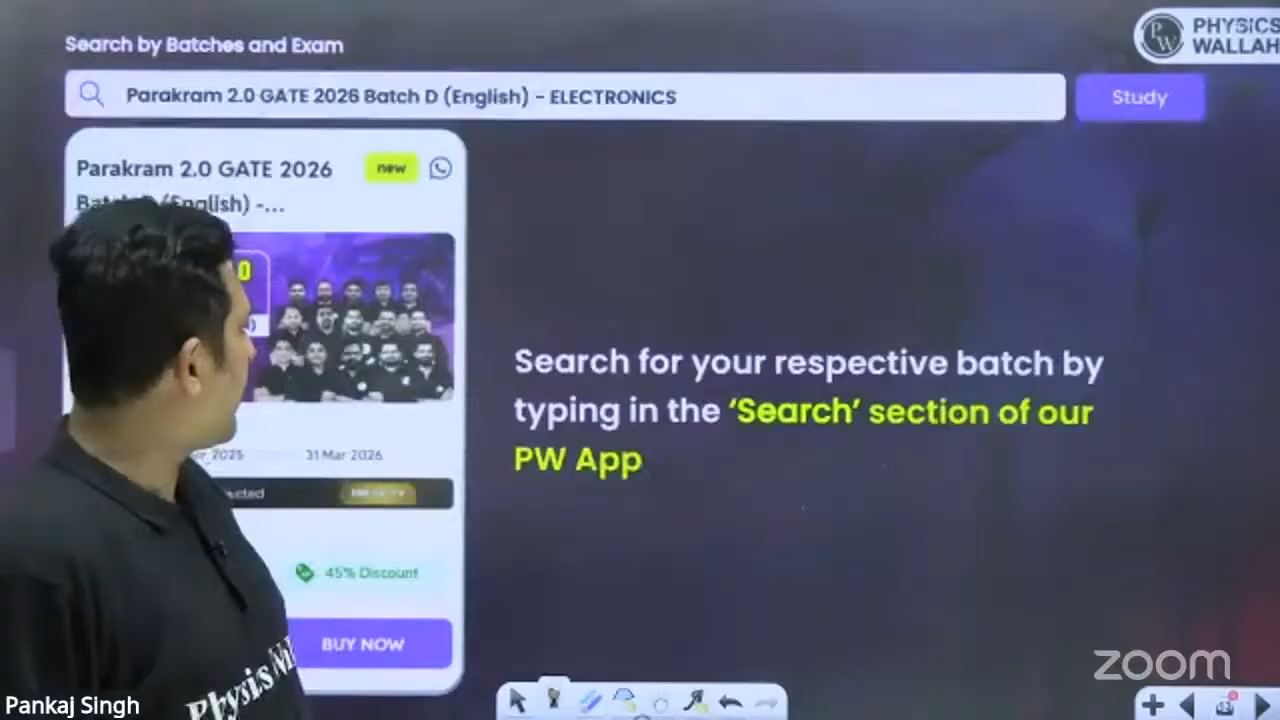 Search by Batches and Exam
PHYSICS
WALLAH
Parakram 2.0 GATE 2026 Batch D (English) - ELECTRONICS
Study
Parakram 2.0 GATE 2026
new
(English) -...
Search for your respective batch by
typing in the 'Search' section of our
PW App
2025
31 Mar 2026
45% Discount
BUY NOW
zoom
Pankaj Singh